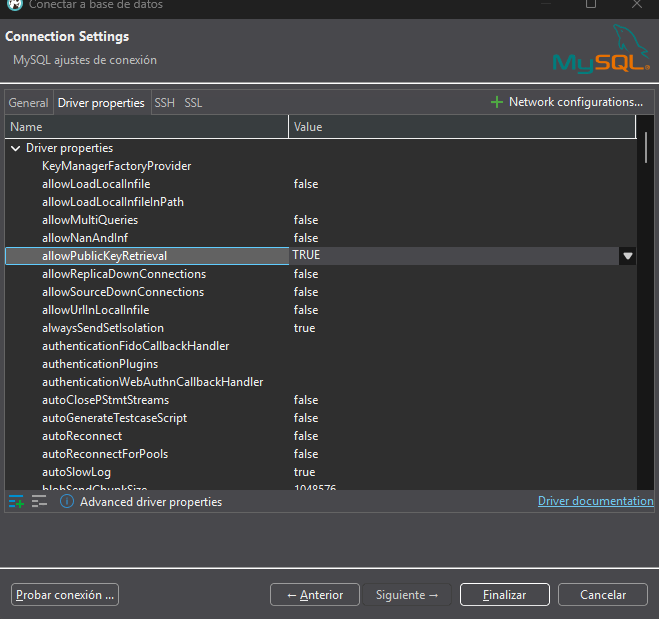 Conectar a base de datos
Connection Settings
MySQL ajustes de conexión
MySQL®
General Driver properties SSH SSL Network configurations...
Name Value
Driver properties
KeyManagerFactoryProvider
allowLoadLocalInfile false
allowLoadLocalInfileInPath
allowMultiQueries false
allowNanAndInf false
allowPublicKeyRetrieval TRUE
allowReplicaDownConnections false
allowSourceDownConnections false
allowUrlInLocalInfile false
alwaysSendSetIsolation true
authenticationFidoCallbackHandler
authenticationPlugins
authenticationWebAuthnCallbackHandler
autoClosePStmtStreams false
autoGenerateTestcaseScript false
autoReconnect false
autoReconnectForPools false
autoSlowLog true
blobSendChunkSize 1048576
Advanced driver properties Driver documentation
Probar conexión ... ← Anterior Siguiente → Finalizar Cancelar